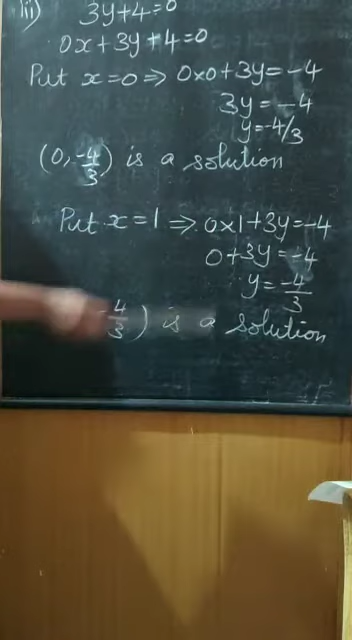 iii) 3y+4=0
0x+3y+4=0
Put x=0 ⇒ 0×0+3y=-4
3y=-4
y=-4/3
(0, -4/3) is a solution
Put x=1 ⇒ 0×1+3y=-4
0+3y=-4
y=-4/3
-4/3) is a solution